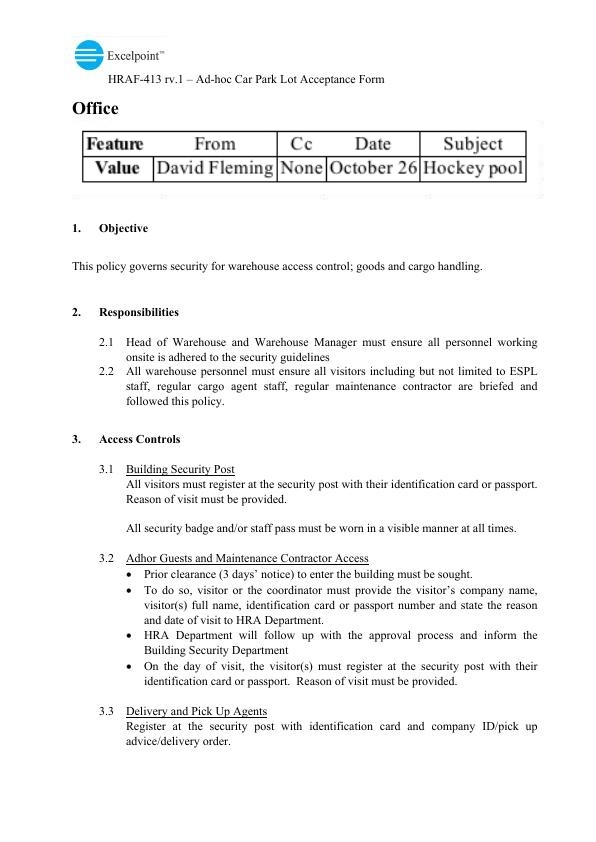 Excelpoint™
HRAF-413 rv.1 – Ad-hoc Car Park Lot Acceptance Form
Office
Feature From Cc Date Subject
Value David Fleming None October 26 Hockey pool
1. Objective
This policy governs security for warehouse access control; goods and cargo handling.
2. Responsibilities
2.1 Head of Warehouse and Warehouse Manager must ensure all personnel working
onsite is adhered to the security guidelines
2.2 All warehouse personnel must ensure all visitors including but not limited to ESPL
staff, regular cargo agent staff, regular maintenance contractor are briefed and
followed this policy.
3. Access Controls
3.1 Building Security Post
All visitors must register at the security post with their identification card or passport.
Reason of visit must be provided.
All security badge and/or staff pass must be worn in a visible manner at all times.
3.2 Adhor Guests and Maintenance Contractor Access
• Prior clearance (3 days’ notice) to enter the building must be sought.
• To do so, visitor or the coordinator must provide the visitor’s company name,
visitor(s) full name, identification card or passport number and state the reason
and date of visit to HRA Department.
• HRA Department will follow up with the approval process and inform the
Building Security Department
• On the day of visit, the visitor(s) must register at the security post with their
identification card or passport. Reason of visit must be provided.
3.3 Delivery and Pick Up Agents
Register at the security post with identification card and company ID/pick up
advice/delivery order.